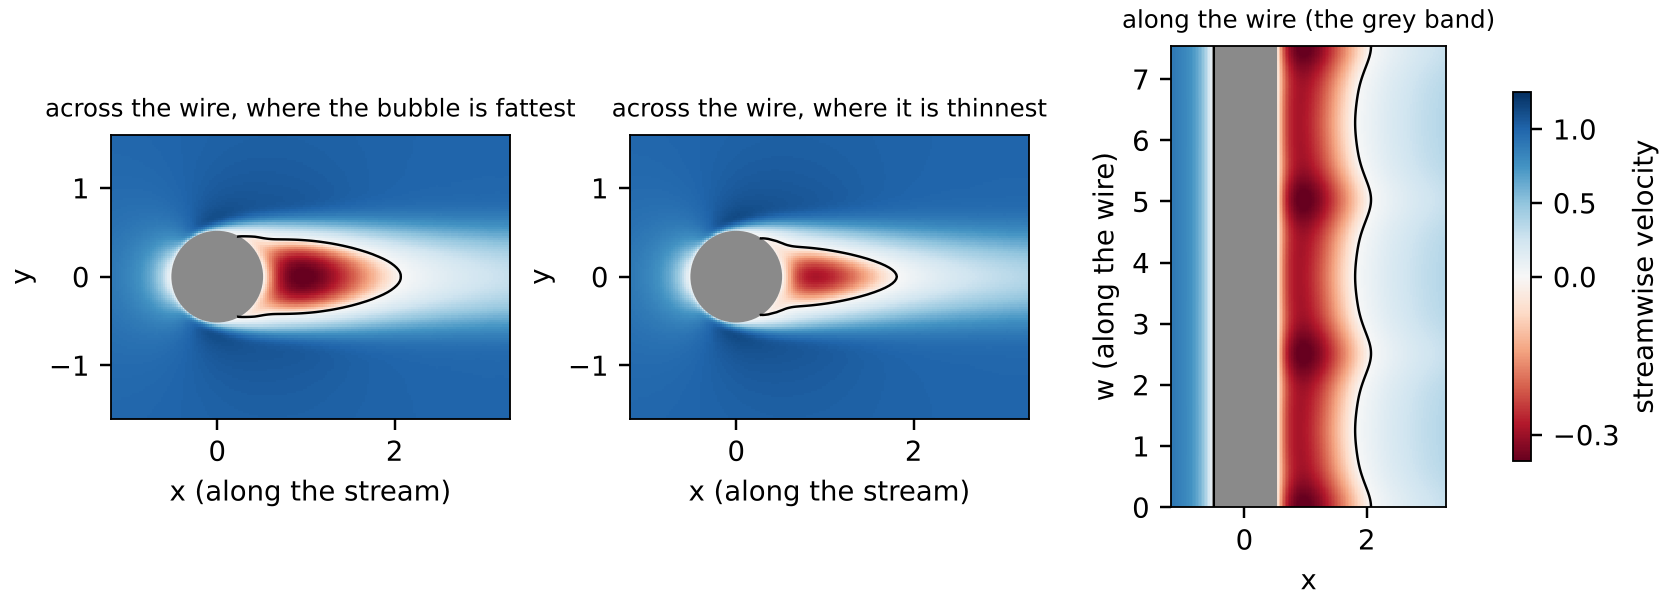 across the wire, where the bubble is fattest
1
0
−1
y
0
2
x (along the stream)
across the wire, where it is thinnest
1
0
−1
y
0
2
x (along the stream)
along the wire (the grey band)
7
6
5
4
3
2
1
0
w (along the wire)
0
2
x
1.0
0.5
0.0
−0.3
streamwise velocity